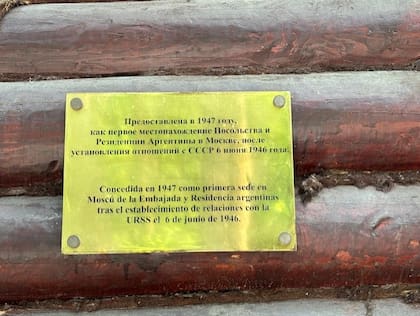 Предоставлена в 1947 году,
как первое местонахождение Посольства и
Резиденции Аргентины в Москве, после
установления отношений с СССР 6 июня 1946 года.
Concedida en 1947 como primera sede en
Moscú de la Embajada y Residencia argentinas
tras el establecimiento de relaciones con la
URSS el 6 de junio de 1946.